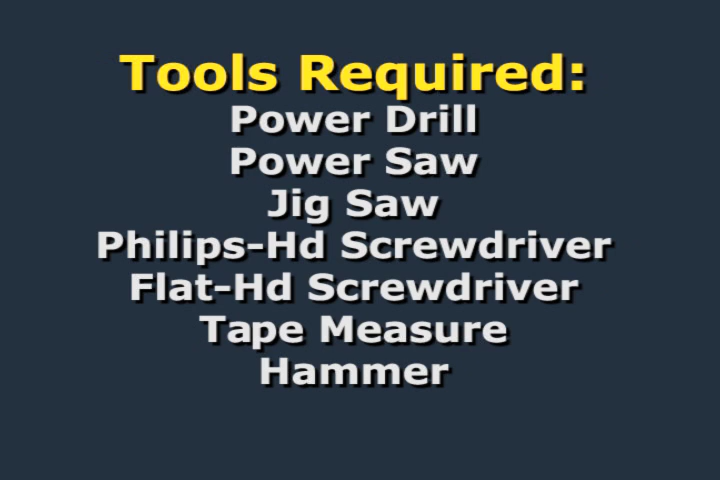 Tools Required:
Power Drill
Power Saw
Jig Saw
Philips-Hd Screwdriver
Flat-Hd Screwdriver
Tape Measure
Hammer